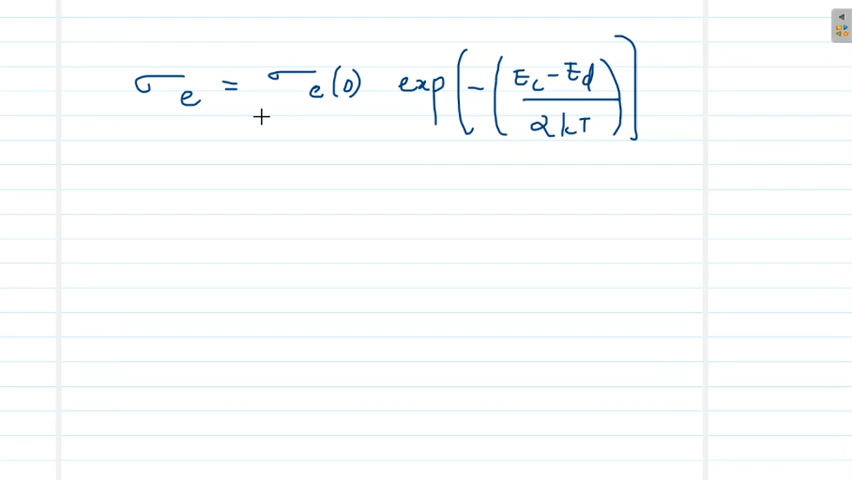 σe = σe(0) exp[-(Ec-Ed/2kT)]